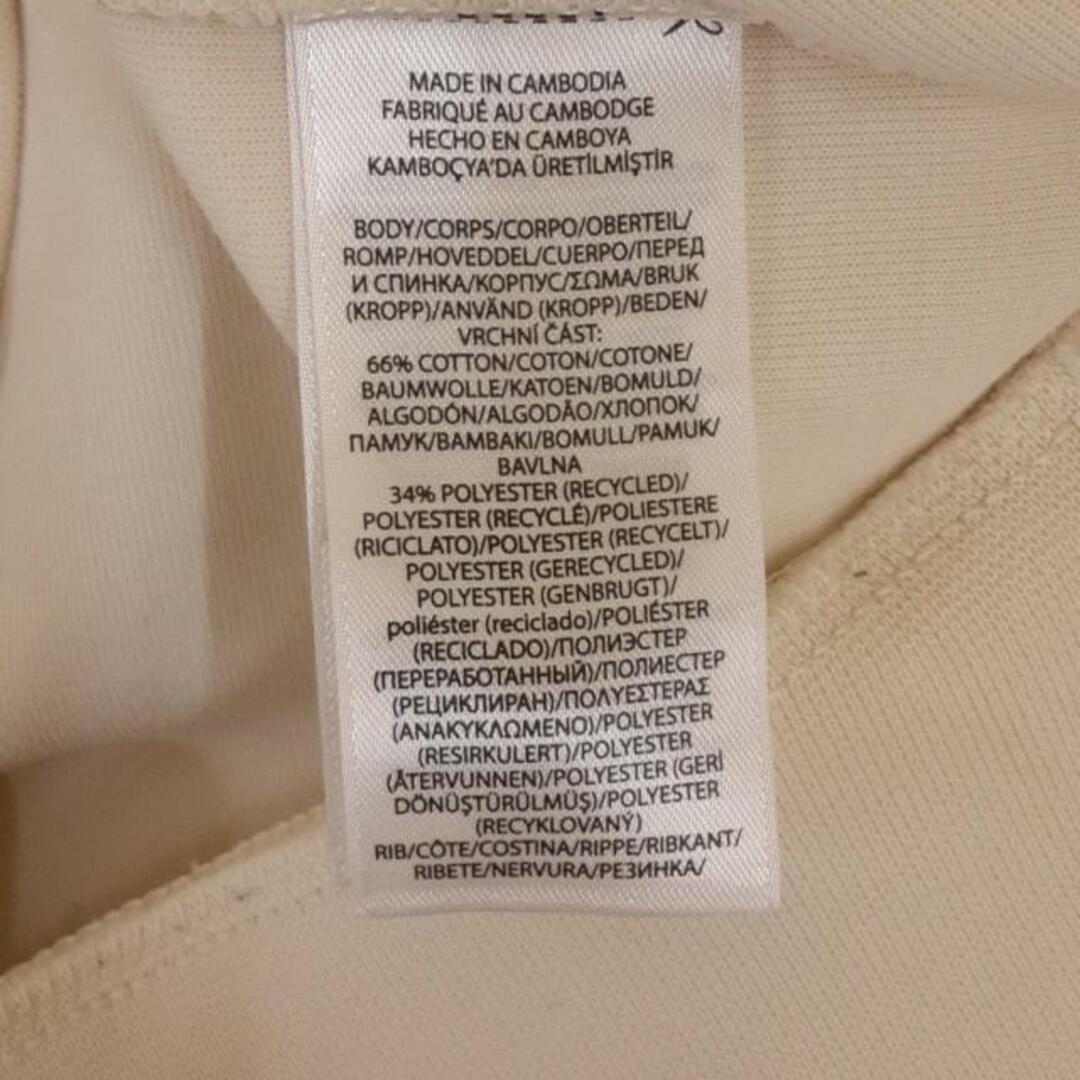 MADE IN CAMBODIA
FABRIQUÉ AU CAMBODGE
HECHO EN CAMBOYA
KAMBOÇYA'DA ÜRETİLMİŞTİR
BODY/CORPS/CORPO/OBERTEIL/
ROMP/HOVEDDEL/CUERPO/ПЕРЕД
И СПИНКА/КОРПУС/ΣΩΜΑ/BRUK
(KROPP)/ANVÄND (KROPP)/BEDEN/
VRCHNÍ ČÁST:
66% COTTON/COTON/COTONE/
BAUMWOLLE/KATOEN/BOMULD/
ALGODÓN/ALGODÃO/ХЛОПОК/
ПАМУК/ΒΑΜΒΑΚΙ/BOMULL/PAMUK/
BAVLNA
34% POLYESTER (RECYCLED)/
POLYESTER (RECYCLÉ)/POLIESTERE
(RICICLATO)/POLYESTER (RECYCELT)/
POLYESTER (GERECYCLED)/
POLYESTER (GENBRUGT)/
poliéster (reciclado)/POLIÉSTER
(RECICLADO)/ПОЛИЭСТЕР
(ПЕРЕРАБОТАННЫЙ)/ПОЛИЕСТЕР
(РЕЦИКЛИРАН)/ΠΟΛΥΕΣΤΕΡΑΣ
(ΑΝΑΚΥΚΛΩΜΕΝΟ)/POLYESTER
(RESIRKULERT)/POLYESTER
(ÅTERVUNNEN)/POLYESTER (GERİ
DÖNÜŞTÜRÜLMÜŞ)/POLYESTER
(RECYKLOVANÝ)
RIB/CÔTE/COSTINA/RIPPE/RIBKANT/
RIBETE/NERVURA/РЕЗИНКА/